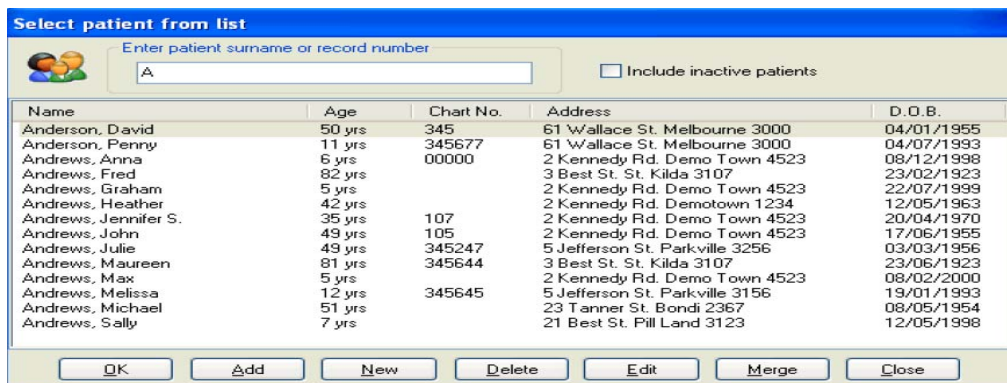 Select patient from list
Enter patient surname or record number
A
Include inactive patients
Name Age Chart No. Address D.O.B.
Anderson, David 50 yrs 345 61 Wallace St. Melbourne 3000 04/01/1955
Anderson, Penny 11 yrs 345677 61 Wallace St. Melbourne 3000 04/07/1993
Andrews, Anna 6 yrs 00000 2 Kennedy Rd. Demo Town 4523 08/12/1998
Andrews, Fred 82 yrs 3 Best St. St. Kilda 3107 23/02/1923
Andrews, Graham 5 yrs 2 Kennedy Rd. Demo Town 4523 22/07/1999
Andrews, Heather 42 yrs 2 Kennedy Rd. Demotown 1234 12/05/1963
Andrews, Jennifer S. 35 yrs 107 2 Kennedy Rd. Demo Town 4523 20/04/1970
Andrews, John 49 yrs 105 2 Kennedy Rd. Demo Town 4523 17/06/1955
Andrews, Julie 49 yrs 345247 5 Jefferson St. Parkville 3256 03/03/1956
Andrews, Maureen 81 yrs 345644 3 Best St. St. Kilda 3107 23/06/1923
Andrews, Max 5 yrs 2 Kennedy Rd. Demo Town 4523 08/02/2000
Andrews, Melissa 12 yrs 345645 5 Jefferson St. Parkville 3156 19/01/1993
Andrews, Michael 51 yrs 23 Tanner St. Bondi 2367 08/05/1954
Andrews, Sally 7 yrs 21 Best St. Pill Land 3123 12/05/1998
OK Add New Delete Edit Merge Close